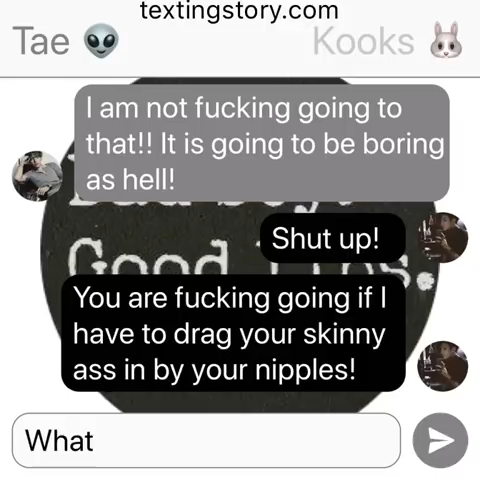 textingstory.com
Tae 👽
Kooks 🐰
I am not fucking going to
that!! It is going to be boring
as hell!
Good
Shut up!
You are fucking going if I
have to drag your skinny
ass in by your nipples!
What